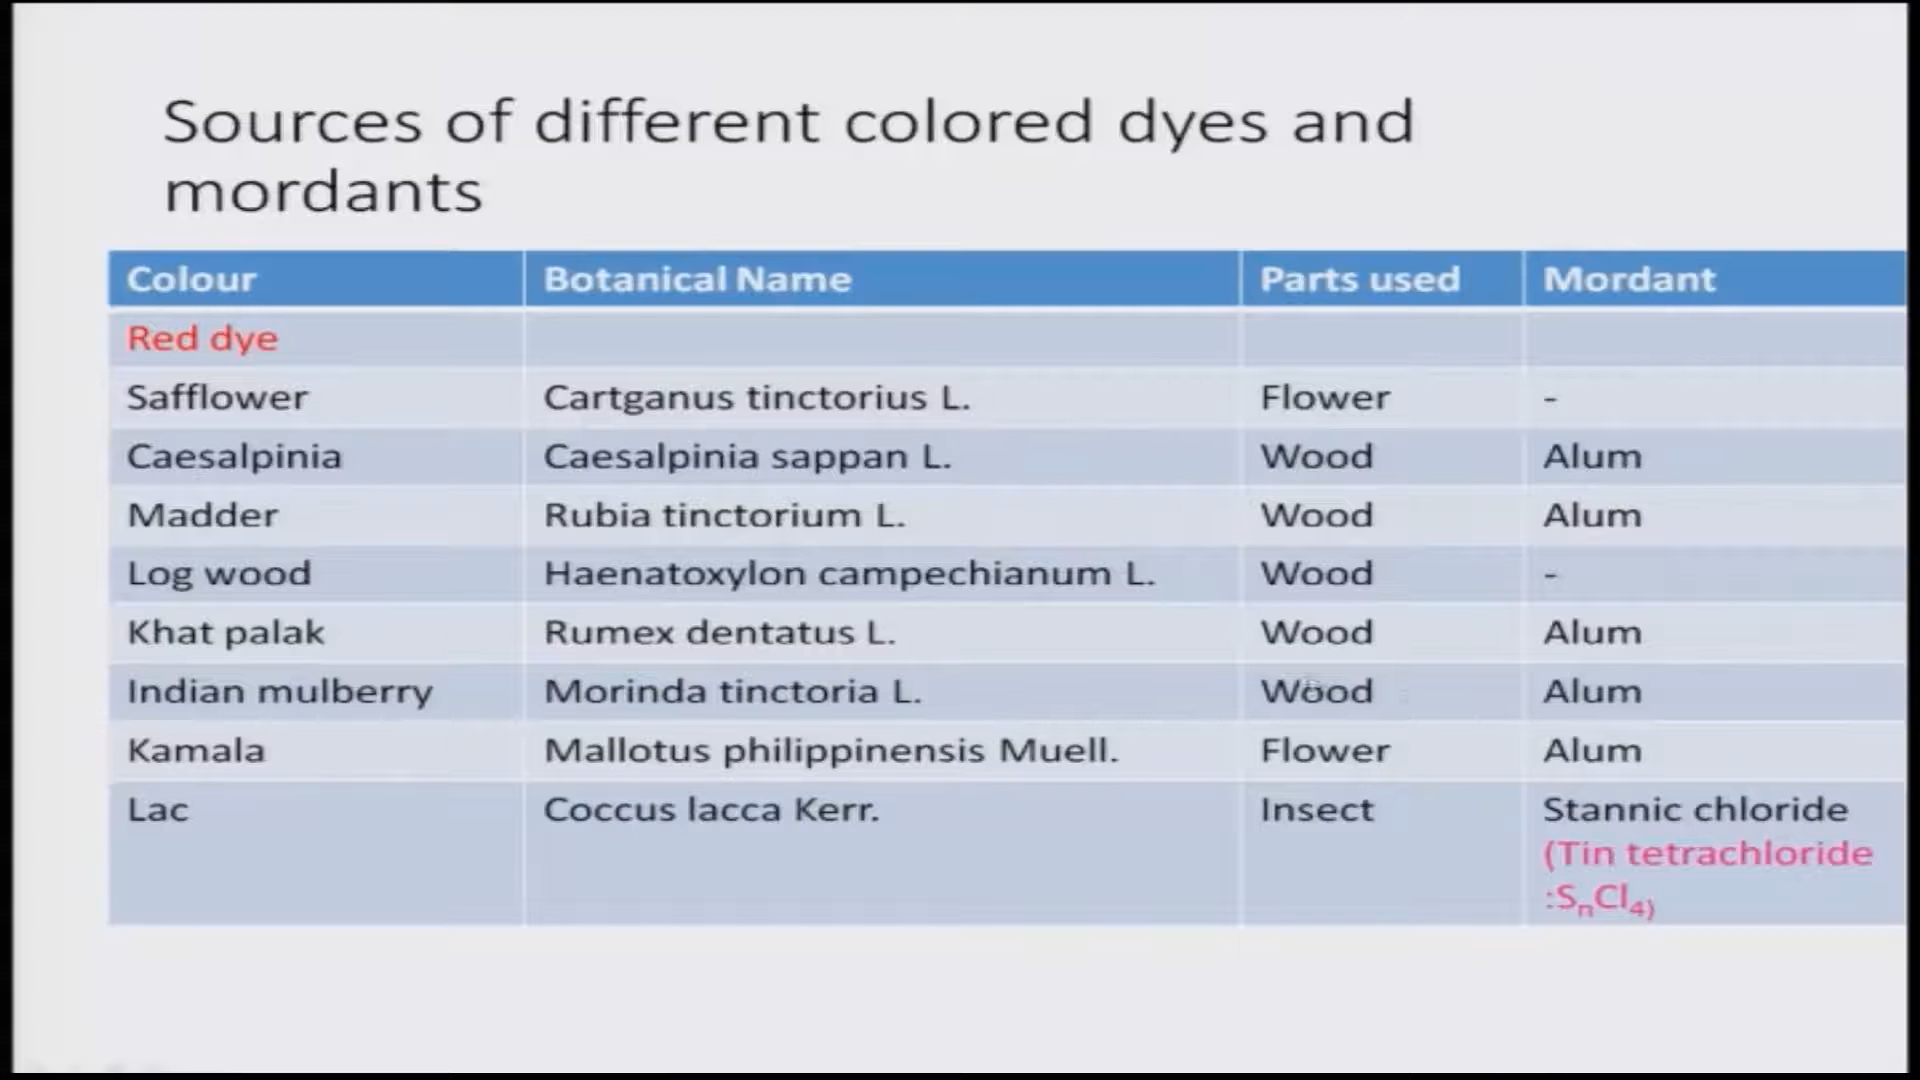 Sources of different colored dyes and
mordants
Colour Botanical Name Parts used Mordant
Red dye
Safflower Cartganus tinctorius L. Flower -
Caesalpinia Caesalpinia sappan L. Wood Alum
Madder Rubia tinctorium L. Wood Alum
Log wood Haenatoxylon campechianum L. Wood -
Khat palak Rumex dentatus L. Wood Alum
Indian mulberry Morinda tinctoria L. Wood Alum
Kamala Mallotus philippinensis Muell. Flower Alum
Lac Coccus lacca Kerr. Insect Stannic chloride
(Tin tetrachloride
:SnCl4)